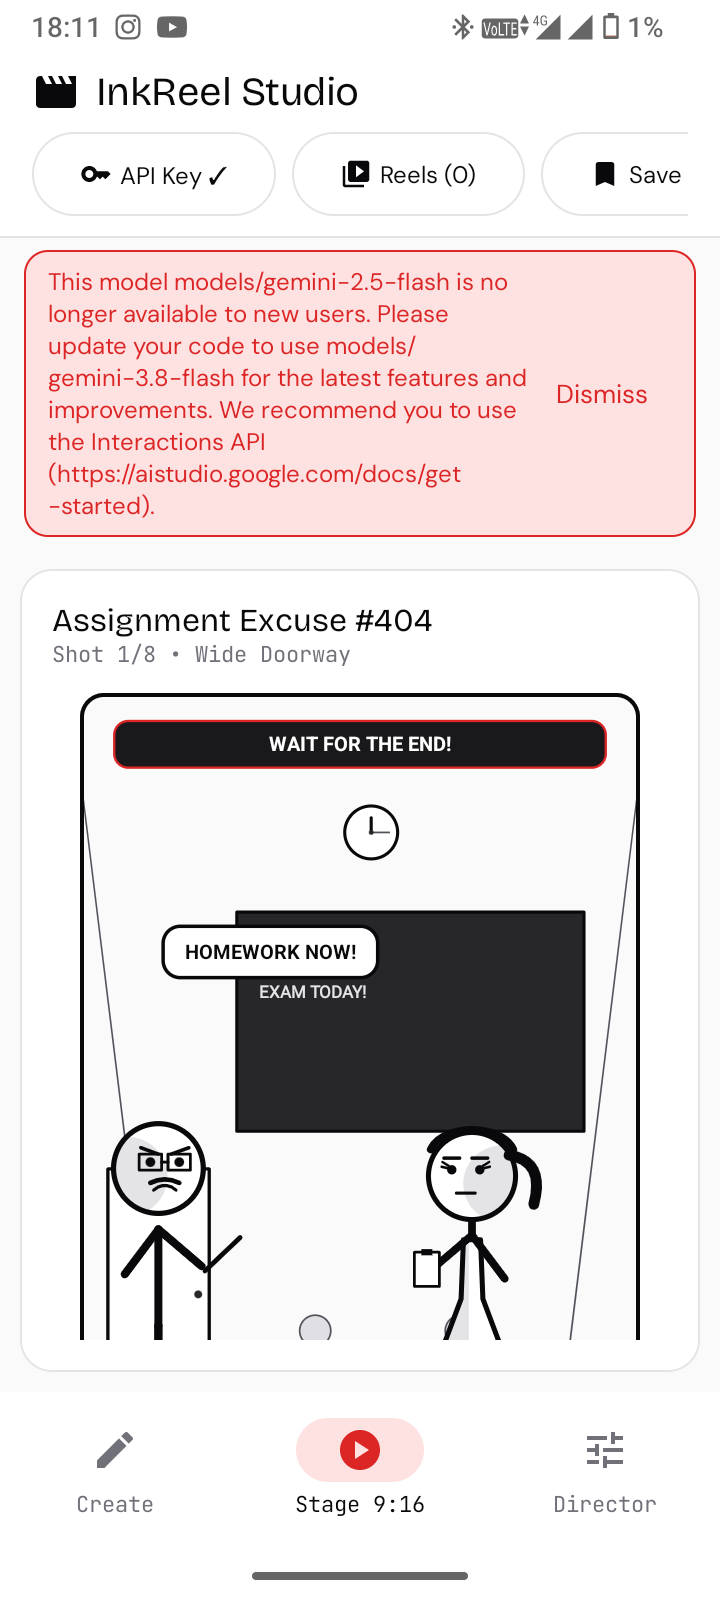 18:11
VoLTE 4G 1%
InkReel Studio
API Key ✓ Reels (0) Save
This model models/gemini-2.5-flash is no
longer available to new users. Please
update your code to use models/
gemini-3.8-flash for the latest features and
improvements. We recommend you to use
the Interactions API
(https://aistudio.google.com/docs/get
-started).
Dismiss
Assignment Excuse #404
Shot 1/8 • Wide Doorway
WAIT FOR THE END!
HOMEWORK NOW!
EXAM TODAY!
Create Stage 9:16 Director